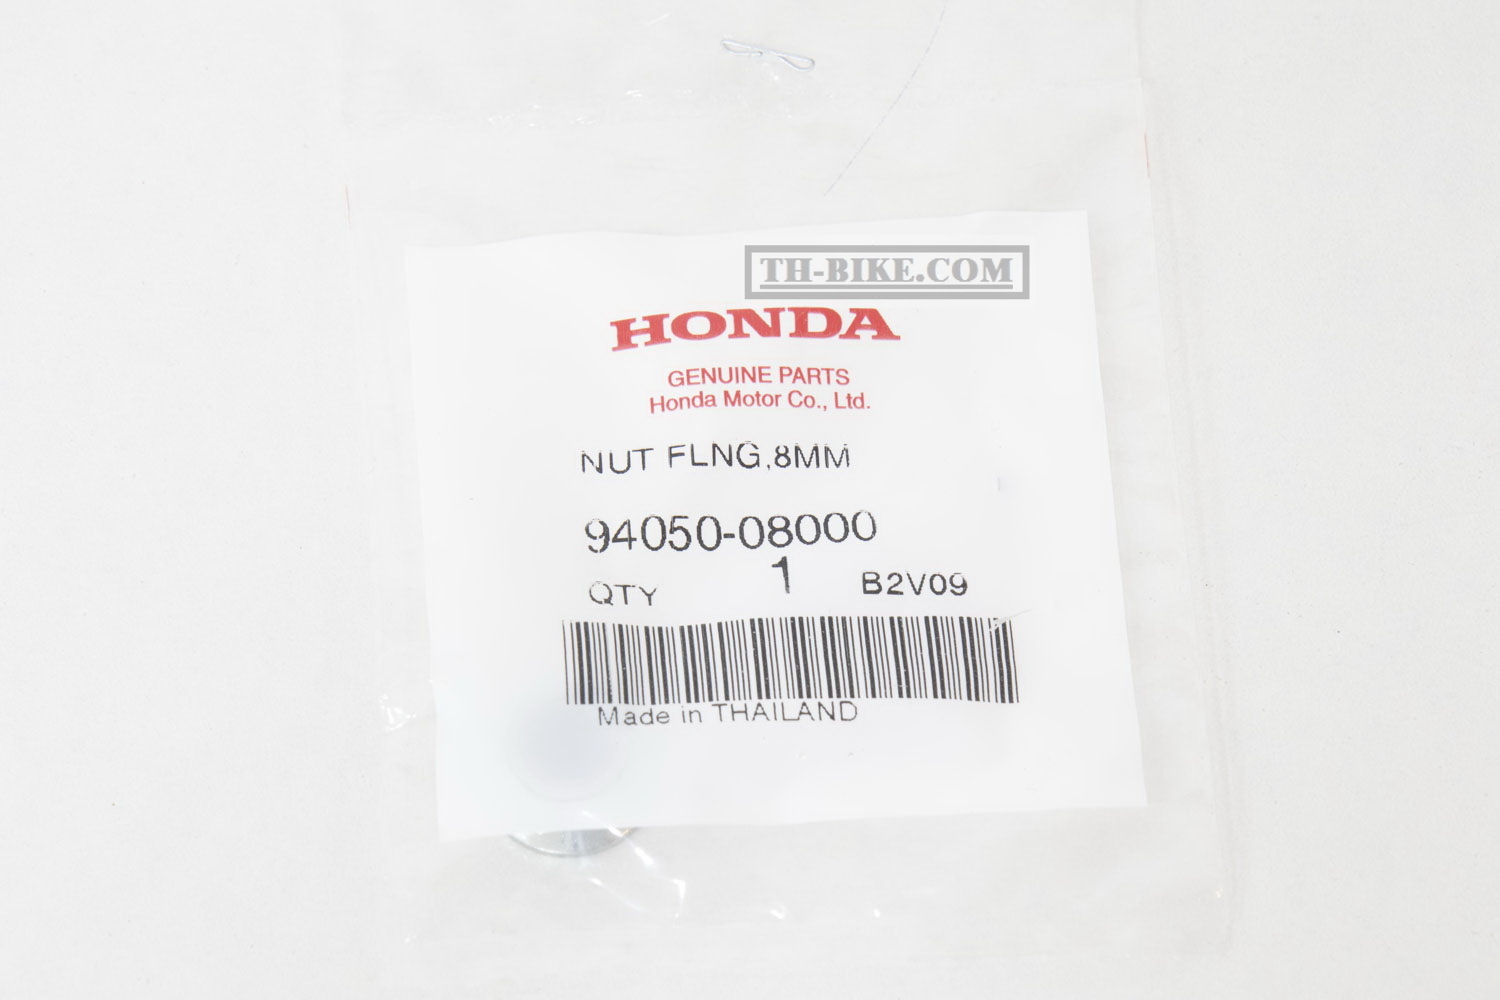 TH-BIKE.COM
HONDA
GENUINE PARTS
Honda Motor Co., Ltd.
NUT FLNG,8MM
94050-08000
QTY 1 B2V09
Made in THAILAND